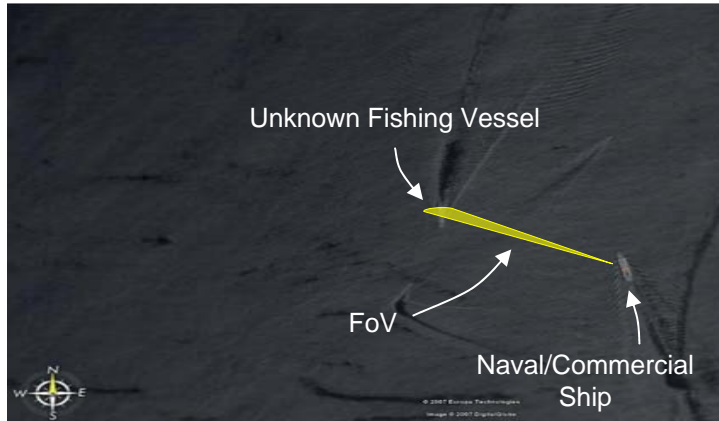 Unknown Fishing Vessel
FoV
Naval/Commercial
Ship
N
W
E
S
© 2007 Europa Technologies
Image © 2007 DigitalGlobe